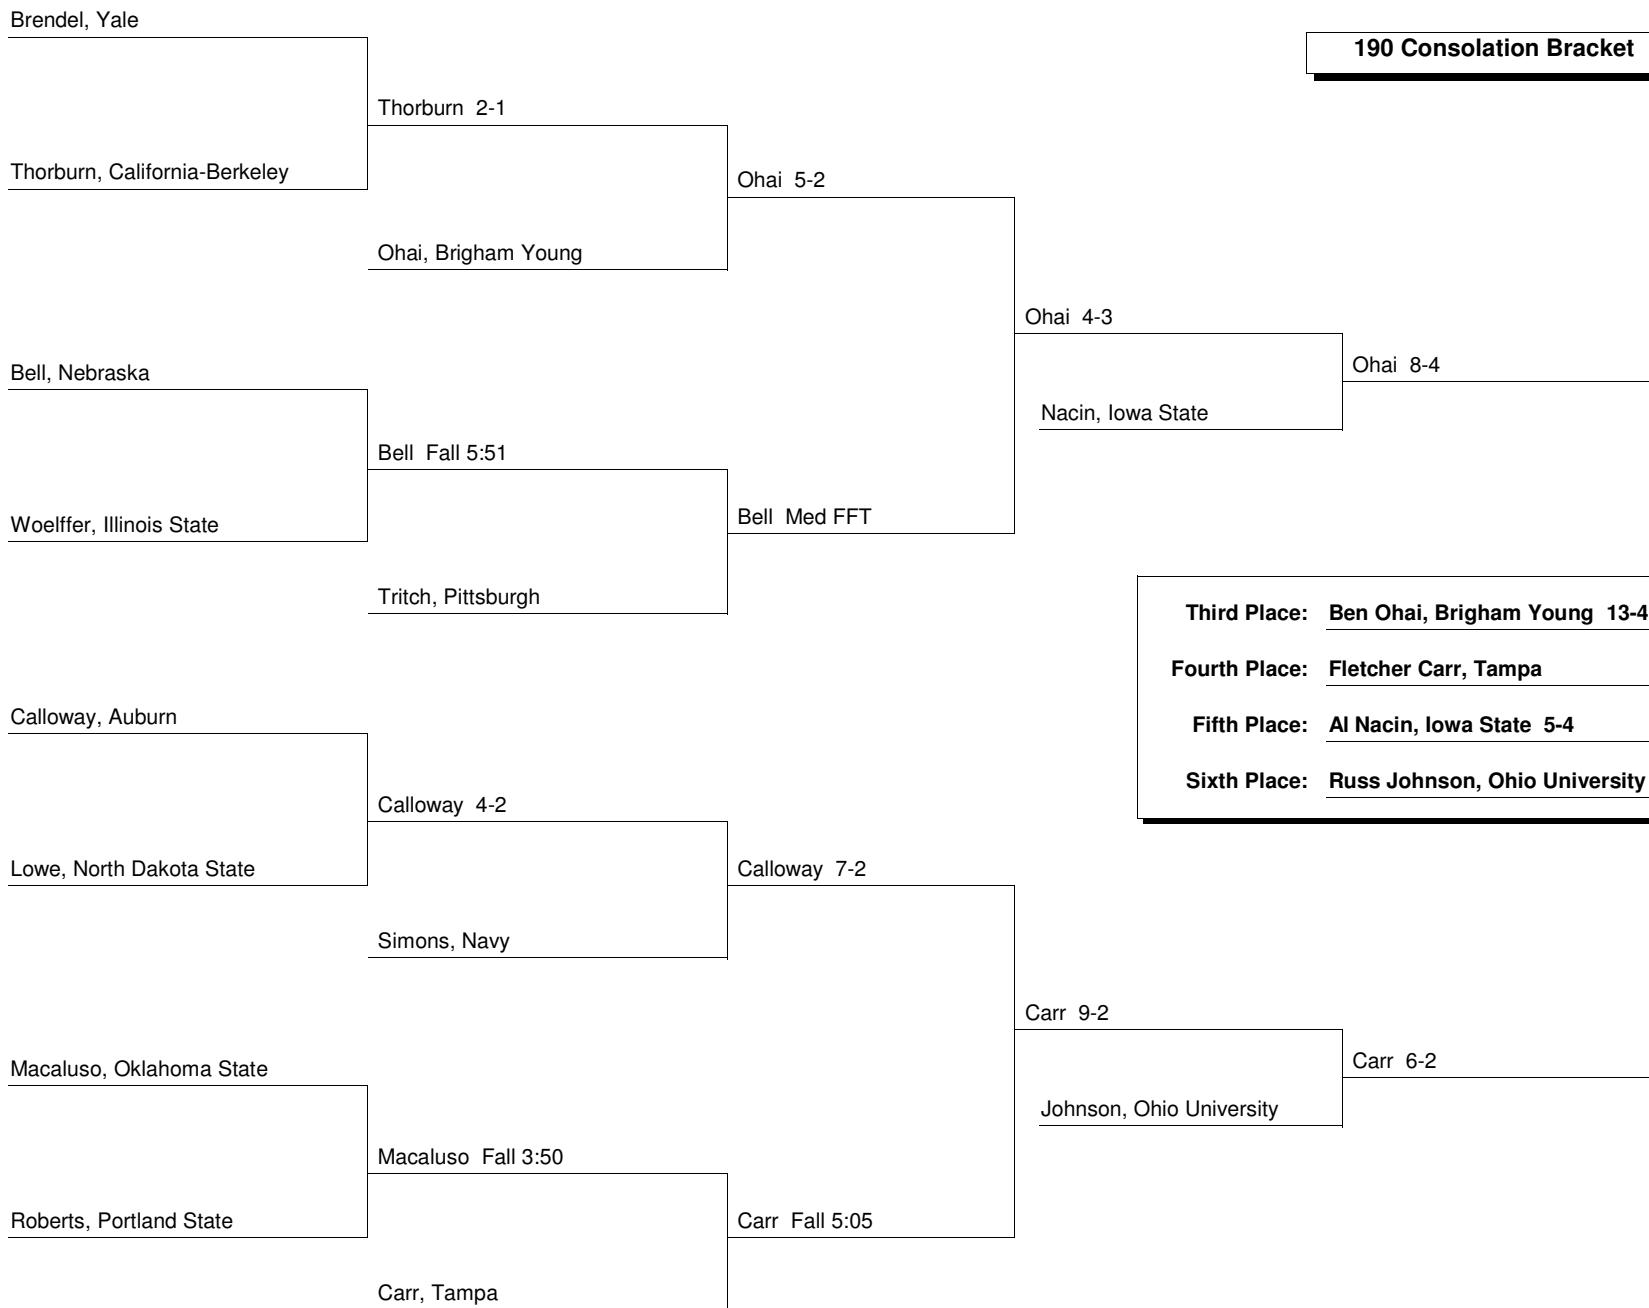 Brendel, Yale
190 Consolation Bracket
Thorburn 2-1
Thorburn, California-Berkeley
Ohai 5-2
Ohai, Brigham Young
Ohai 4-3
Bell, Nebraska
Ohai 8-4
Nacin, Iowa State
Bell Fall 5:51
Woelffer, Illinois State
Bell Med FFT
Tritch, Pittsburgh
Third Place: Ben Ohai, Brigham Young 13-4
Fourth Place: Fletcher Carr, Tampa
Fifth Place: Al Nacin, Iowa State 5-4
Sixth Place: Russ Johnson, Ohio University
Calloway, Auburn
Calloway 4-2
Lowe, North Dakota State
Calloway 7-2
Simons, Navy
Carr 9-2
Macaluso, Oklahoma State
Carr 6-2
Johnson, Ohio University
Macaluso Fall 3:50
Roberts, Portland State
Carr Fall 5:05
Carr, Tampa